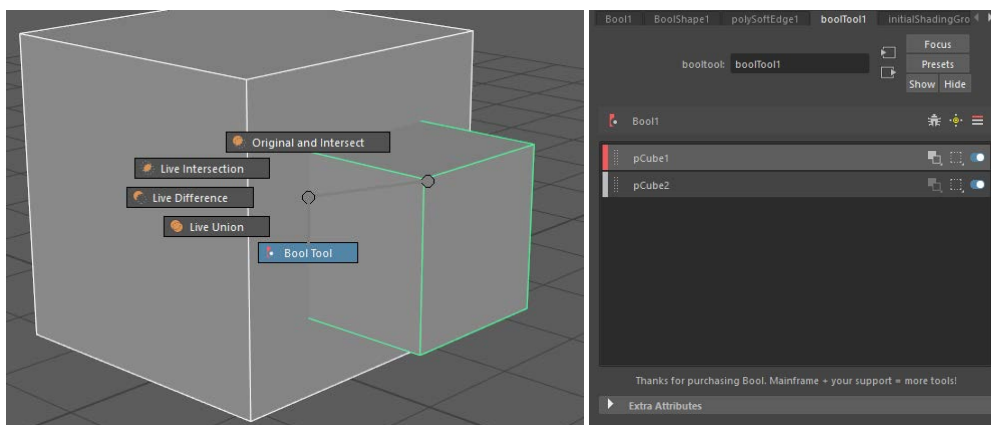 Original and Intersect
Live Intersection
Live Difference
Live Union
Bool Tool
Bool1 BoolShape1 polySoftEdge1 boolTool1 initialShadingGro
booltool: boolTool1
Focus
Presets
Show Hide
Bool1
pCube1
pCube2
Thanks for purchasing Bool. Mainframe + your support = more tools!
Extra Attributes